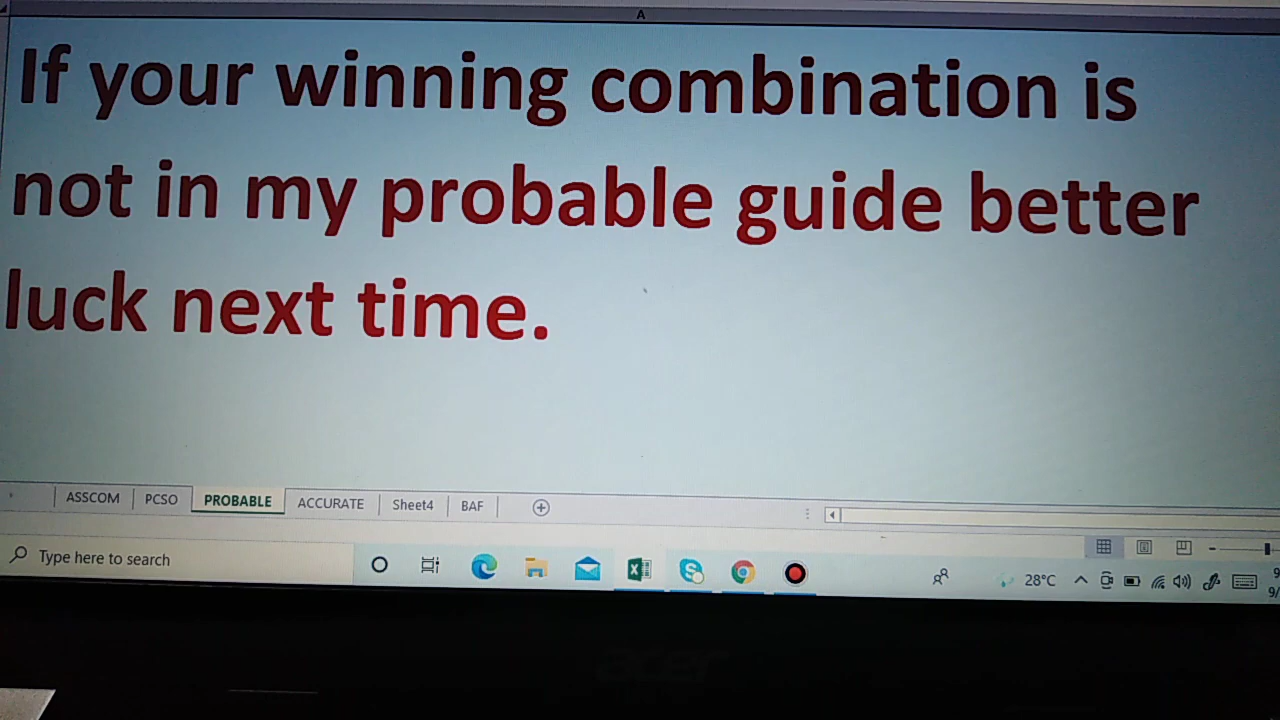 A
If your winning combination is
not in my probable guide better
luck next time.
ASSCOM PCSO PROBABLE ACCURATE Sheet4 BAF
Type here to search
28°C
acer